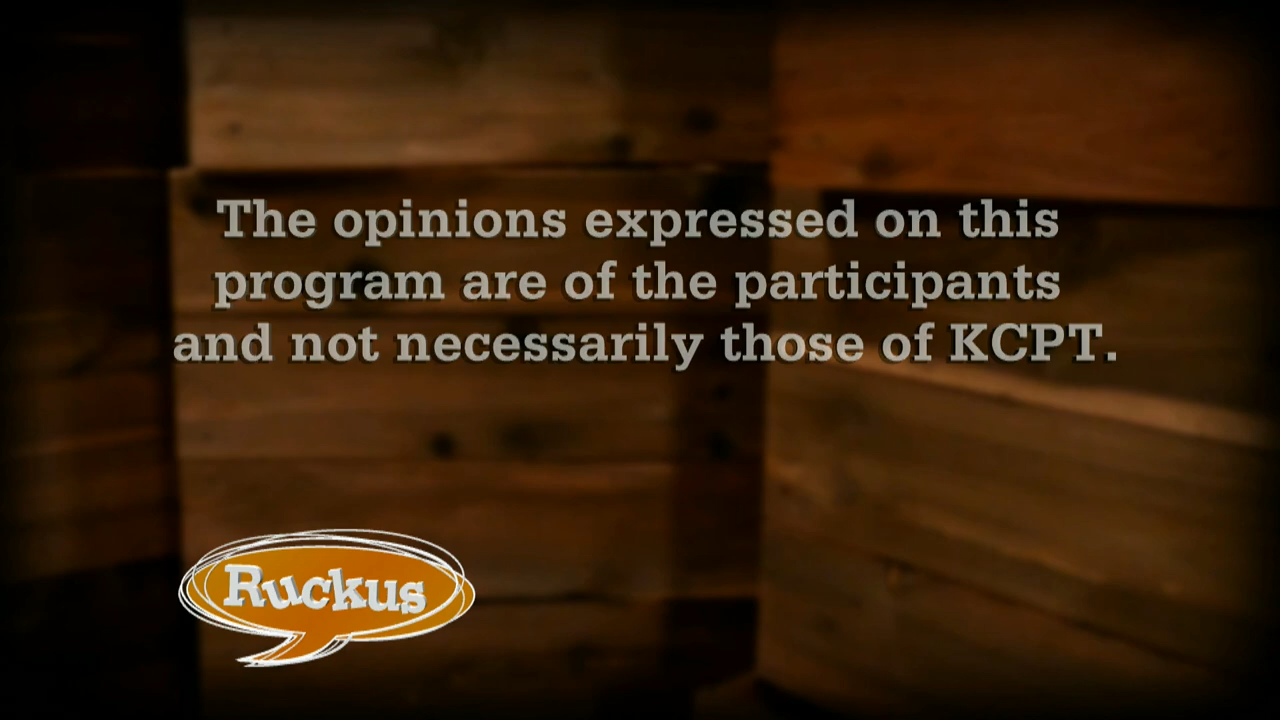 The opinions expressed on this
program are of the participants
and not necessarily those of KCPT.
Ruckus